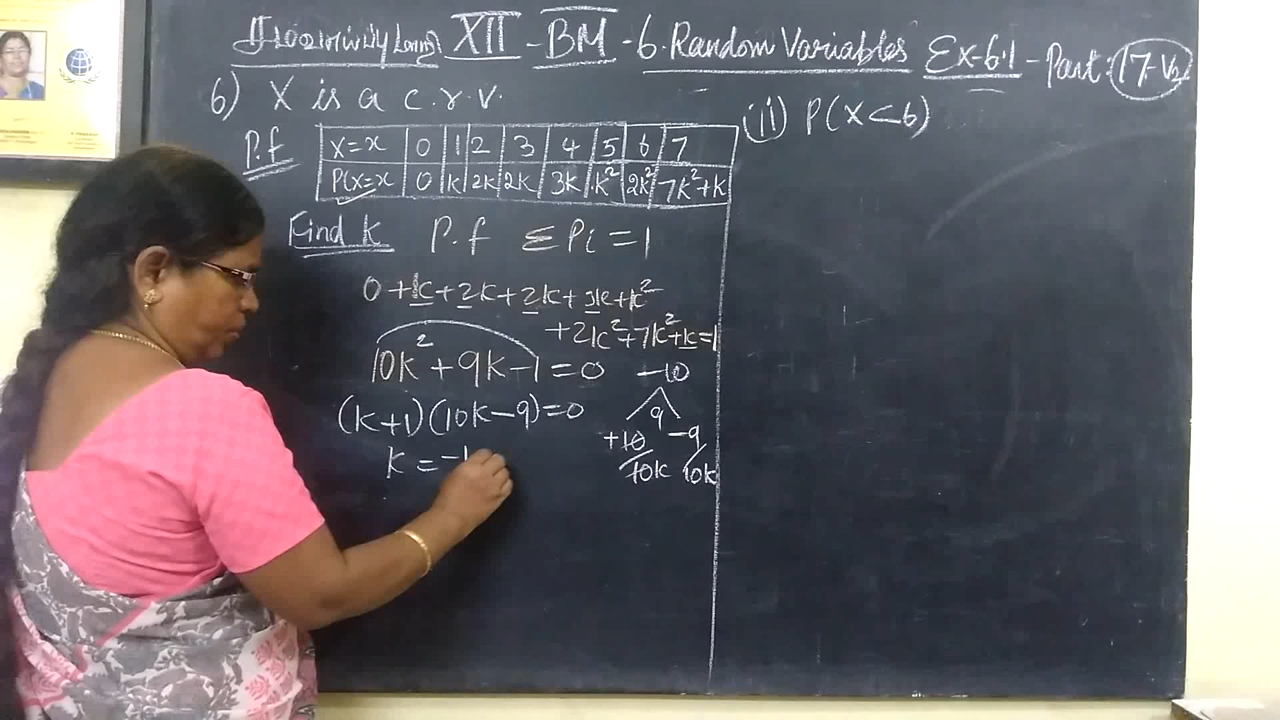 XII - BM - 6. Random Variables Ex-6.1 - Part: 17-V2
6) X is a c.r.v.
P.f
X=x 0 1 2 3 4 5 6 7
P(X=x 0 k 2k 2k 3k k² 2k² 7k²+k
Find k P.f Σ Pi = 1
0 + k + 2k + 2k + 3k + k²
+ 2k² + 7k² + k = 1
10k² + 9k - 1 = 0
(k+1)(10k-9)=0
k = -1
-10
9
+10 -9
10k 10k
(ii) P(X<6)